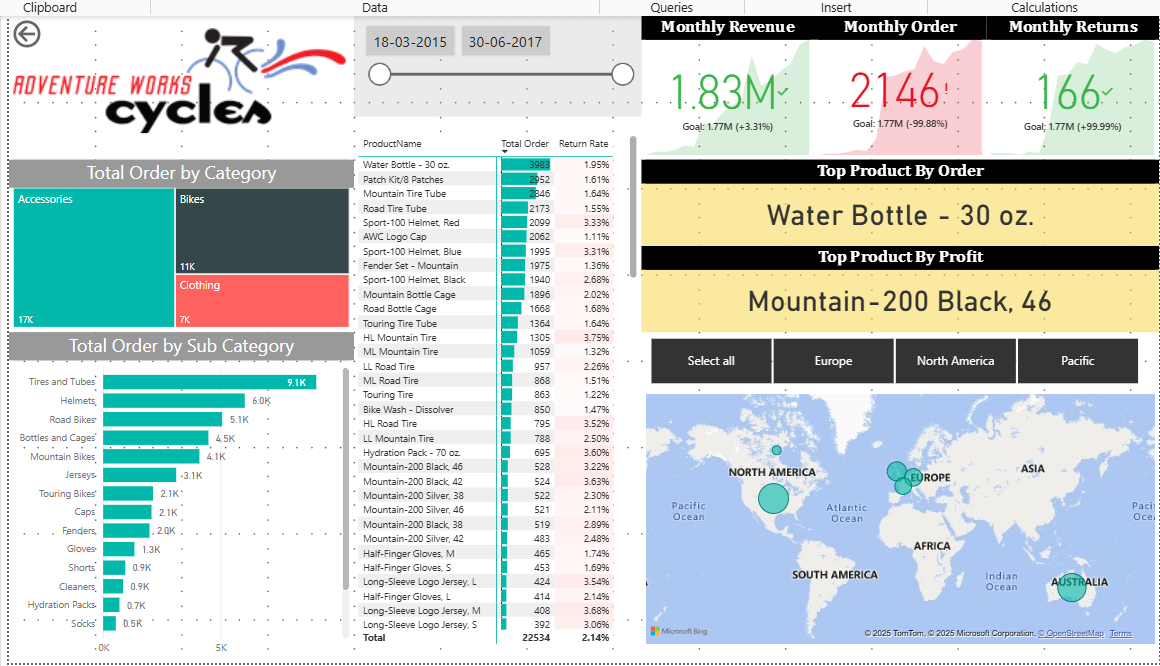 Clipboard
Data
Queries
Insert
Calculations
ADVENTURE WORKS
cycles
18-03-2015
30-06-2017
Monthly Revenue
Monthly Order
Monthly Returns
1.83M
Goal: 1.77M (+3.31%)
2146!
Goal: 1.77M (-99.88%)
166
Goal: 1.77M (+99.99%)
Total Order by Category
Accessories
17K
Bikes
11K
Clothing
7K
Total Order by Sub Category
Tires and Tubes 9.1K
Helmets 6.0K
Road Bikes 5.1K
Bottles and Cages 4.5K
Mountain Bikes 4.1K
Jerseys 3.1K
Touring Bikes 2.1K
Caps 2.1K
Fenders 2.0K
Gloves 1.3K
Shorts 0.9K
Cleaners 0.9K
Hydration Packs 0.7K
Socks 0.5K
0K 5K
ProductName Total Order Return Rate
Water Bottle - 30 oz. 3983 1.95%
Patch Kit/8 Patches 2952 1.61%
Mountain Tire Tube 2846 1.64%
Road Tire Tube 2173 1.55%
Sport-100 Helmet, Red 2099 3.33%
AWC Logo Cap 2062 1.11%
Sport-100 Helmet, Blue 1995 3.31%
Fender Set - Mountain 1975 1.36%
Sport-100 Helmet, Black 1940 2.68%
Mountain Bottle Cage 1896 2.02%
Road Bottle Cage 1668 1.68%
Touring Tire Tube 1364 1.64%
HL Mountain Tire 1305 3.75%
ML Mountain Tire 1059 1.32%
LL Road Tire 957 2.26%
ML Road Tire 868 1.51%
Touring Tire 863 1.22%
Bike Wash - Dissolver 850 1.47%
HL Road Tire 795 3.52%
LL Mountain Tire 788 2.50%
Hydration Pack - 70 oz. 695 3.60%
Mountain-200 Black, 46 528 3.22%
Mountain-200 Black, 42 524 3.63%
Mountain-200 Silver, 38 522 2.30%
Mountain-200 Silver, 46 521 2.11%
Mountain-200 Black, 38 519 2.89%
Mountain-200 Silver, 42 483 2.48%
Half-Finger Gloves, M 465 1.74%
Half-Finger Gloves, S 453 1.69%
Long-Sleeve Logo Jersey, L 424 3.54%
Half-Finger Gloves, L 414 2.14%
Long-Sleeve Logo Jersey, M 408 3.68%
Long-Sleeve Logo Jersey, S 392 3.06%
Total 22534 2.14%
Top Product By Order
Water Bottle - 30 oz.
Top Product By Profit
Mountain-200 Black, 46
Select all
Europe
North America
Pacific
NORTH AMERICA
EUROPE
ASIA
Pacific
Ocean
Atlantic
Ocean
Paci
Oce
AFRICA
SOUTH AMERICA
Indian
Ocean
AUSTRALIA
Microsoft Bing
© 2025 TomTom, © 2025 Microsoft Corporation, © OpenStreetMap Terms